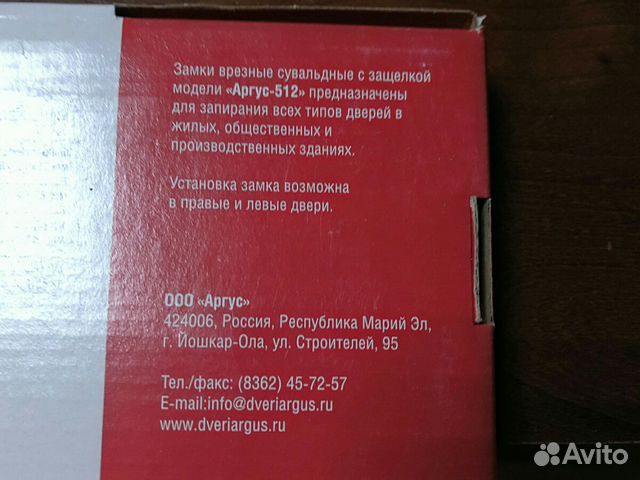 Замки врезные сувальдные с защелкой
модели «Аргус-512» предназначены
для запирания всех типов дверей в
жилых, общественных и
производственных зданиях.
Установка замка возможна
в правые и левые двери.
ООО «Аргус»
424006, Россия, Республика Марий Эл,
г. Йошкар-Ола, ул. Строителей, 95
Тел./факс: (8362) 45-72-57
E-mail:info@dveriargus.ru
www.dveriargus.ru
Avito